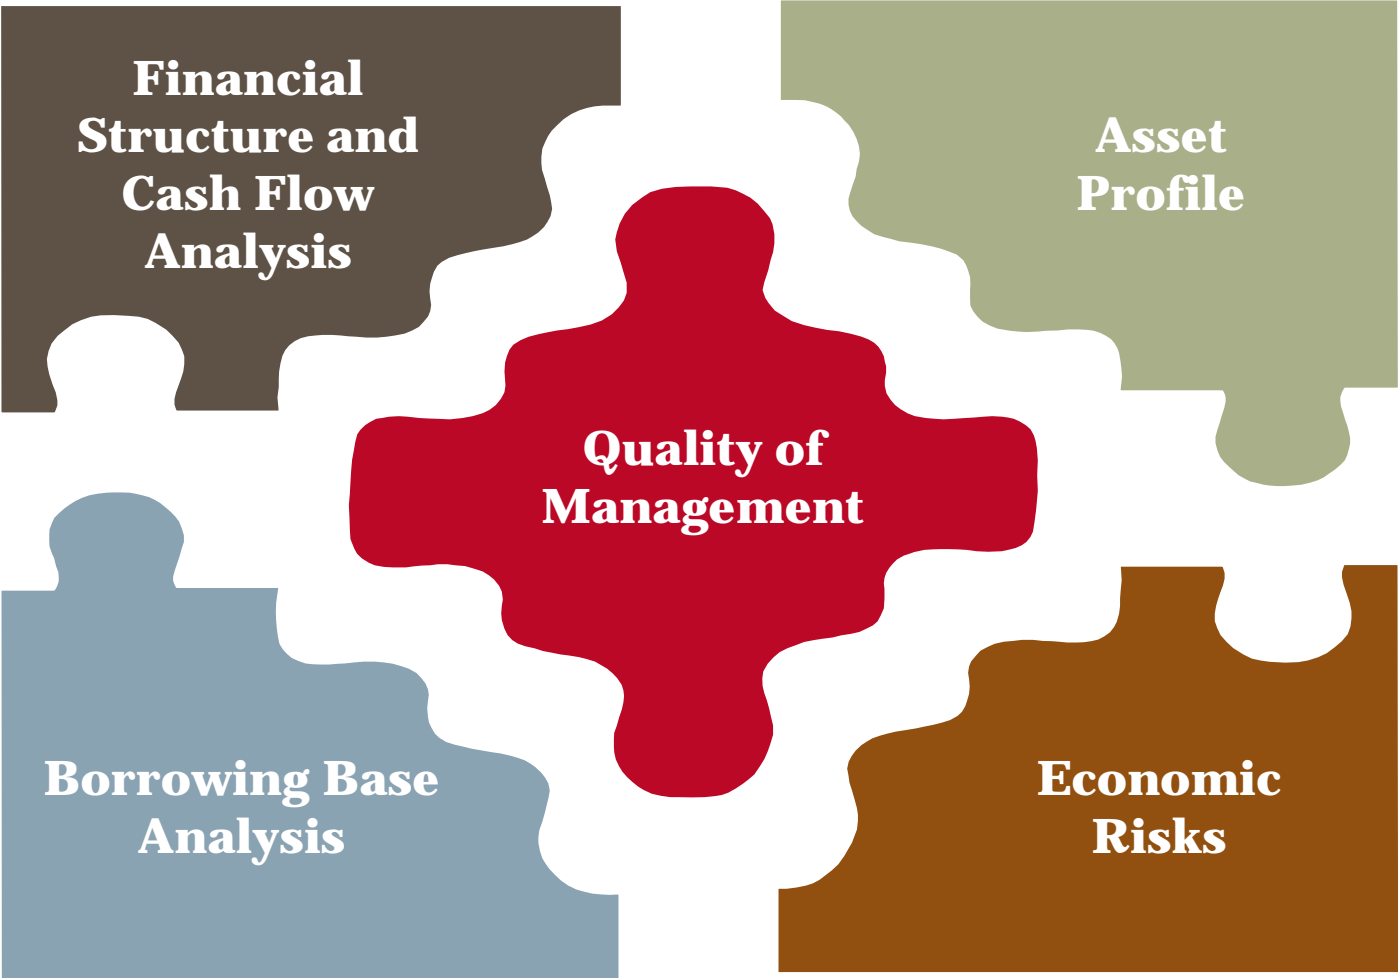 Financial
Structure and
Cash Flow
Analysis
Asset
Profile
Quality of
Management
Borrowing Base
Analysis
Economic
Risks